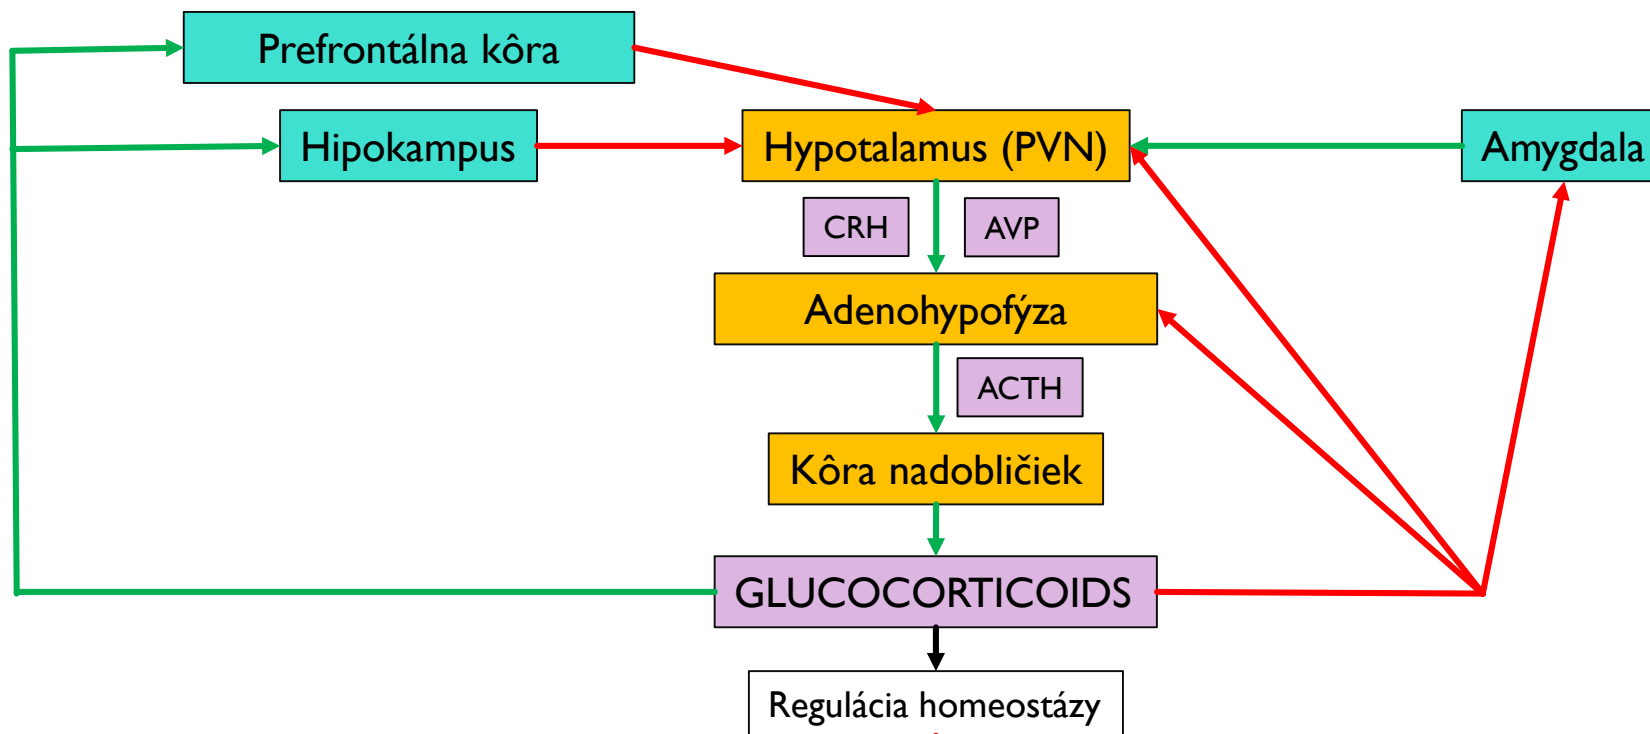 Prefrontálna kôra
Hipokampus
Hypotalamus (PVN)
Amygdala
CRH
AVP
Adenohypofýza
ACTH
Kôra nadobličiek
GLUCOCORTICOIDS
Regulácia homeostázy